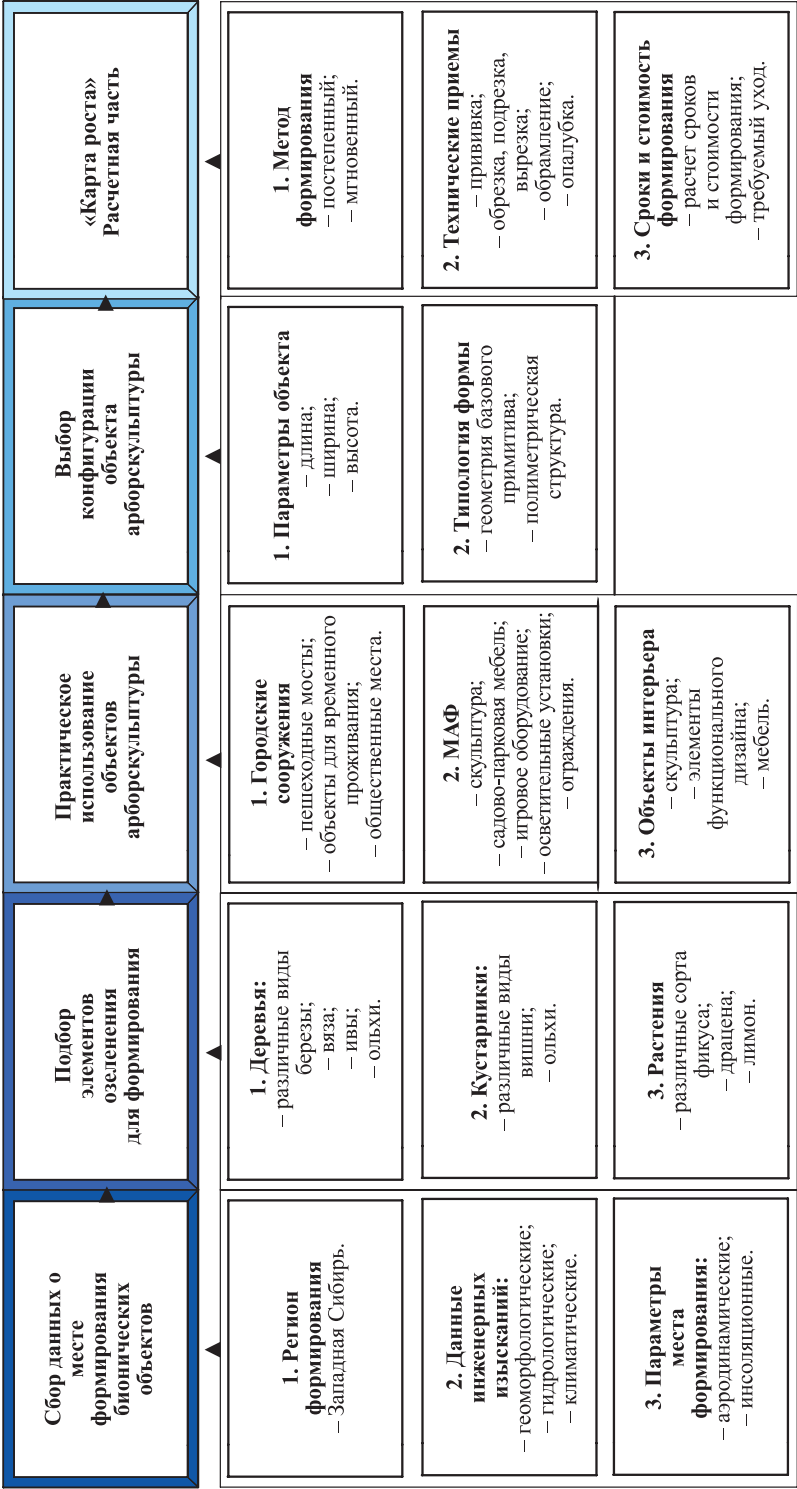 Сбор данных о
месте
формирования
бионических
объектов
Подбор
элементов
озеленения
для формирования
Практическое
использование
объектов
арборскульптуры
Выбор
конфигурации
объекта
арборскульптуры
«Карта роста»
Расчетная часть
1. Регион
формирования
– Западная Сибирь.
1. Деревья:
– различные виды
березы;
– вяза;
– ивы;
– ольхи.
1. Городские
сооружения
– пешеходные мосты;
– объекты для временного
проживания;
– общественные места.
1. Параметры объекта
– длина;
– ширина;
– высота.
1. Метод
формирования
– постепенный;
– мгновенный.
2. Данные
инженерных
изысканий:
– геоморфологические;
– гидрологические;
– климатические.
2. Кустарники:
– различные виды
вишни;
– ольхи.
2. МАФ
– скульптура;
– садово-парковая мебель;
– игровое оборудование;
– осветительные установки;
– ограждения.
2. Типология формы
– геометрия базового
примитива;
– полиметрическая
структура.
2. Технические приемы
– прививка;
– обрезка, подрезка,
вырезка;
– обрамление;
– опалубка.
3. Параметры
места
формирования:
– аэродинамические;
– инсоляционные.
3. Растения
– различные сорта
фикуса;
– драцена;
– лимон.
3. Объекты интерьера
– скульптура;
– элементы
функционального
дизайна;
– мебель.
3. Сроки и стоимость
формирования
– расчет сроков
и стоимости
формирования;
– требуемый уход.